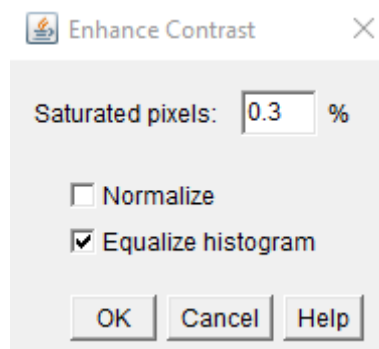 Enhance Contrast
Saturated pixels: 0.3 %
Normalize
Equalize histogram
OK Cancel Help